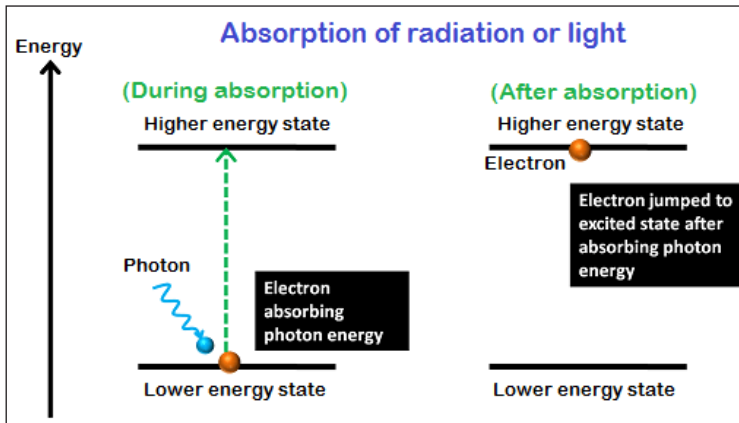 Absorption of radiation or light
Energy
(During absorption)
Higher energy state
Photon
Electron
absorbing
photon energy
Lower energy state
(After absorption)
Higher energy state
Electron
Electron jumped to
excited state after
absorbing photon
energy
Lower energy state